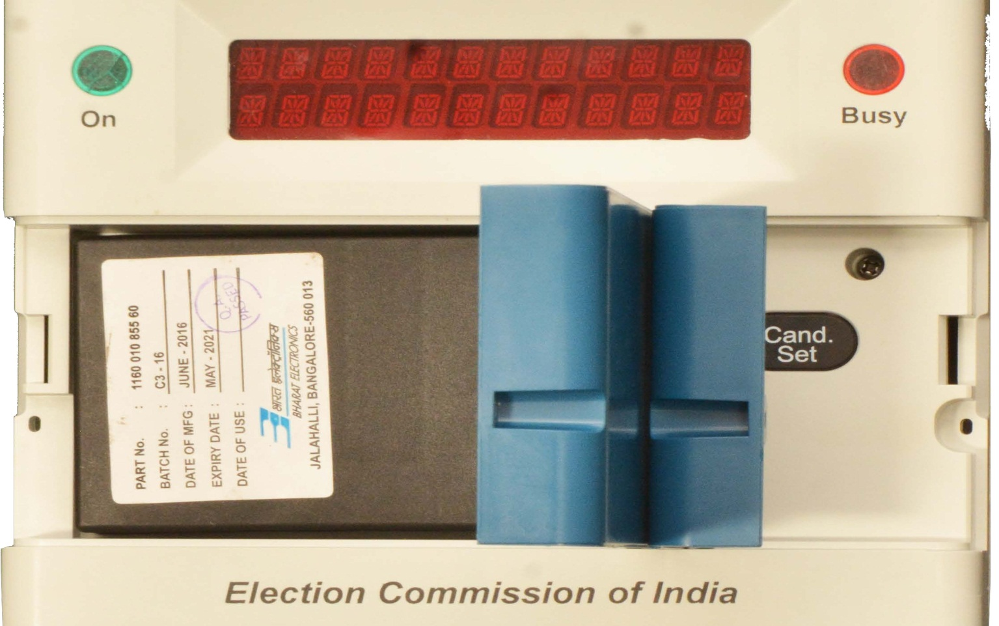 On
Busy
PART No. : 1160 010 855 60
BATCH No. : C3 - 16
DATE OF MFG : JUNE - 2016
EXPIRY DATE : MAY - 2021
DATE OF USE :
Q.A.
PASSED
भारत इलेक्ट्रॉनिक्स
BHARAT ELECTRONICS
JALAHALLI, BANGALORE-560 013
Cand.
Set
Election Commission of India